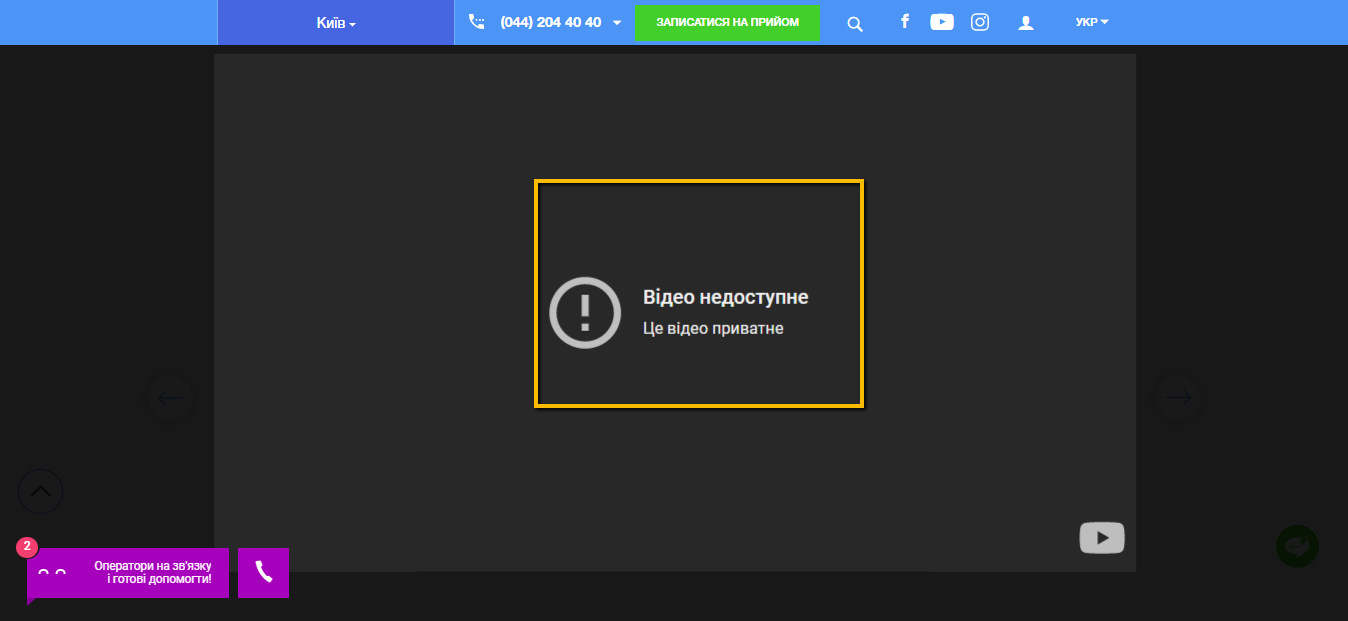 Київ
(044) 204 40 40
ЗАПИСАТИСЯ НА ПРИЙОМ
УКР
Відео недоступне
Це відео приватне
2
Оператори на зв'язку
і готові допомогти!